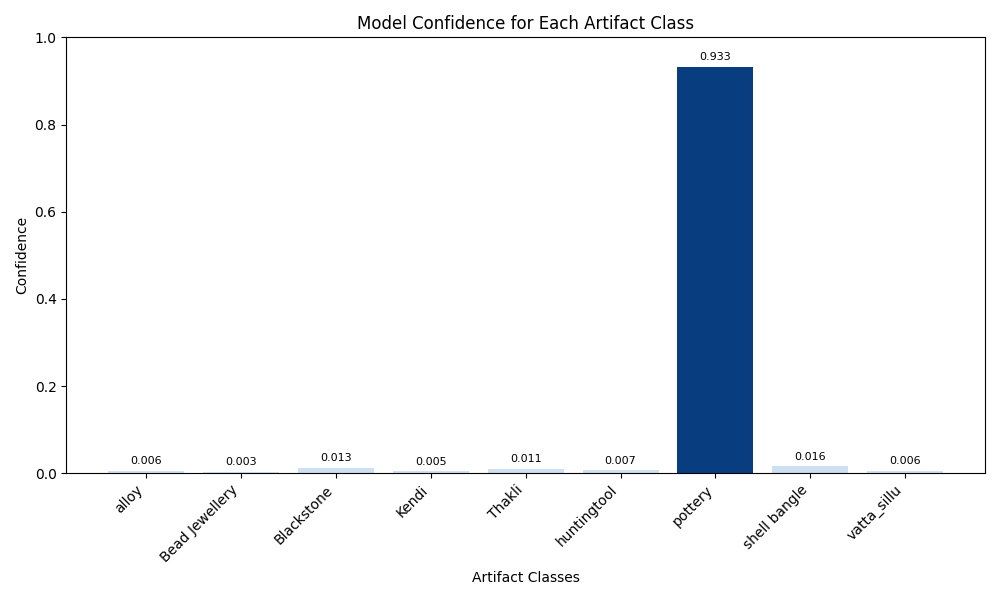 Model Confidence for Each Artifact Class
1.0
0.8
0.6
0.4
0.2
0.0
Confidence
0.006
0.003
0.013
0.005
0.011
0.007
0.933
0.016
0.006
alloy
Bead Jewellery
Blackstone
Kendi
Thakli
huntingtool
pottery
shell bangle
vatta_sillu
Artifact Classes